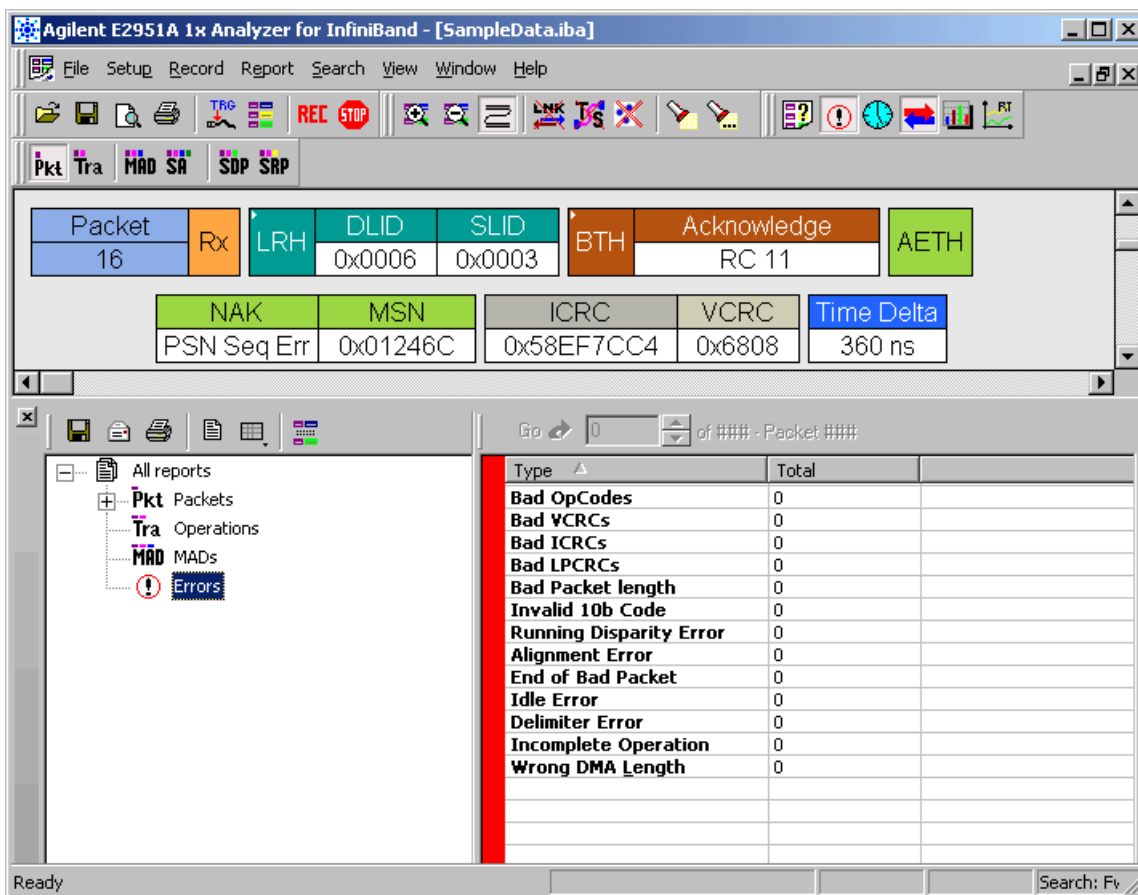 Agilent E2951A 1x Analyzer for InfiniBand - [SampleData.iba]
File Setup Record Report Search View Window Help
TRG REC STOP LNK RT
Pkt Tra MAD SA SDP SRP
Packet Rx LRH DLID SLID BTH Acknowledge AETH
16 0x0006 0x0003 RC 11
NAK MSN ICRC VCRC Time Delta
PSN Seq Err 0x01246C 0x58EF7CC4 0x6808 360 ns
Go 0 of ### - Packet ###
All reports
Pkt Packets
Tra Operations
MAD MADs
Errors
Type Total
Bad OpCodes 0
Bad VCRCs 0
Bad ICRCs 0
Bad LPCRCs 0
Bad Packet length 0
Invalid 10b Code 0
Running Disparity Error 0
Alignment Error 0
End of Bad Packet 0
Idle Error 0
Delimiter Error 0
Incomplete Operation 0
Wrong DMA Length 0
Ready Search: